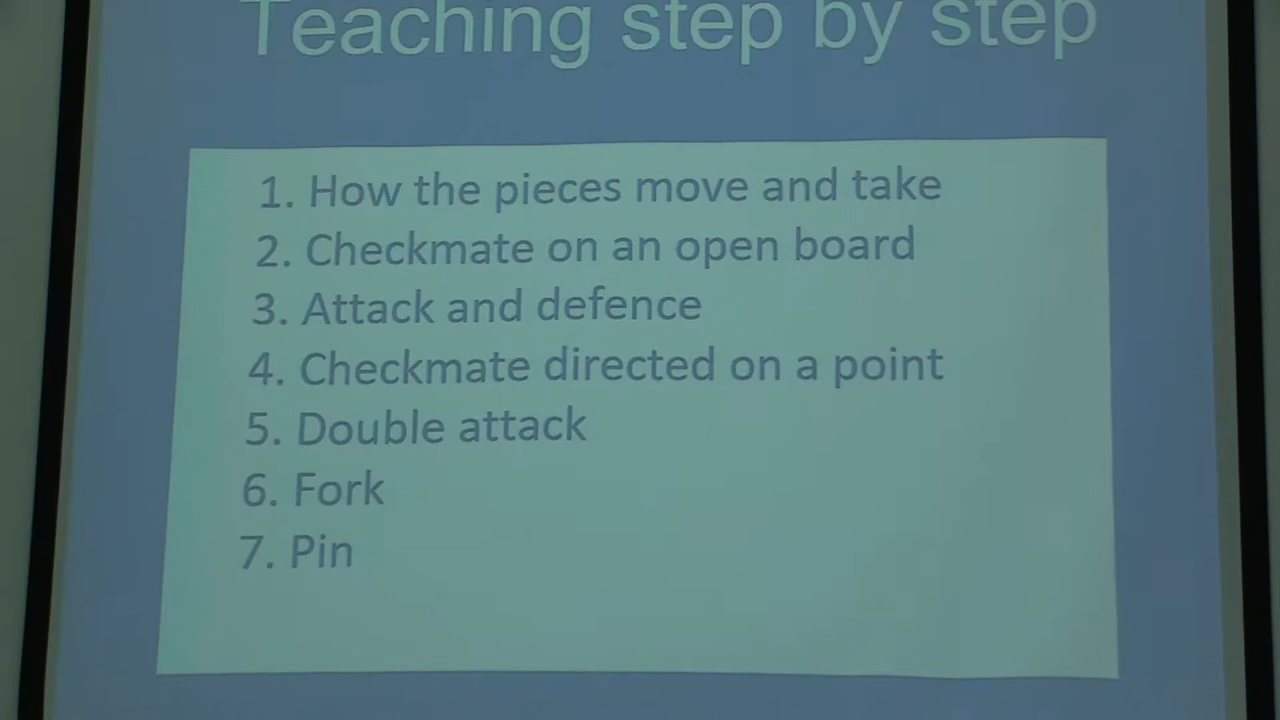 Teaching step by step
1. How the pieces move and take
2. Checkmate on an open board
3. Attack and defence
4. Checkmate directed on a point
5. Double attack
6. Fork
7. Pin